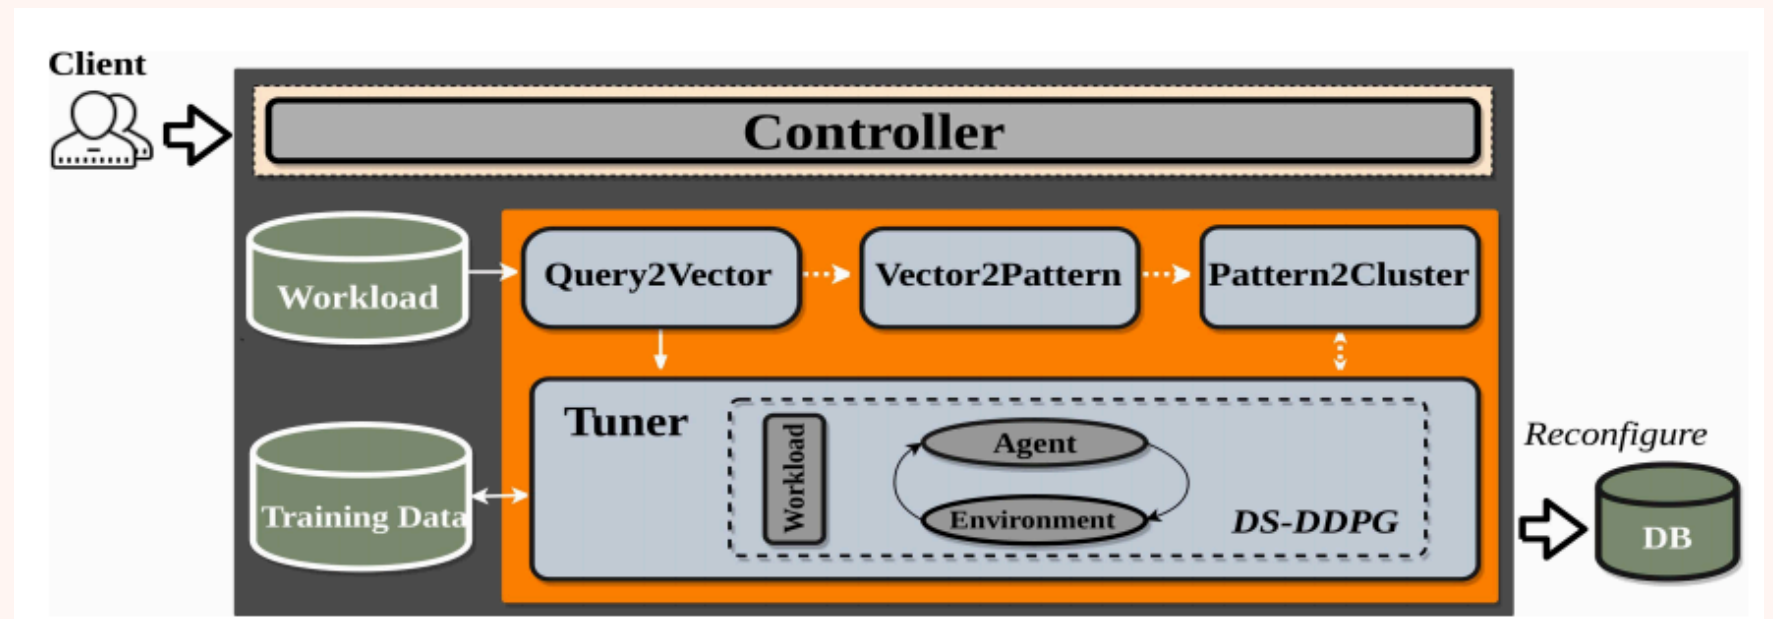 Client
Controller
Workload
Query2Vector
Vector2Pattern
Pattern2Cluster
Training Data
Tuner
Workload
Agent
Environment
DS-DDPG
Reconfigure
DB